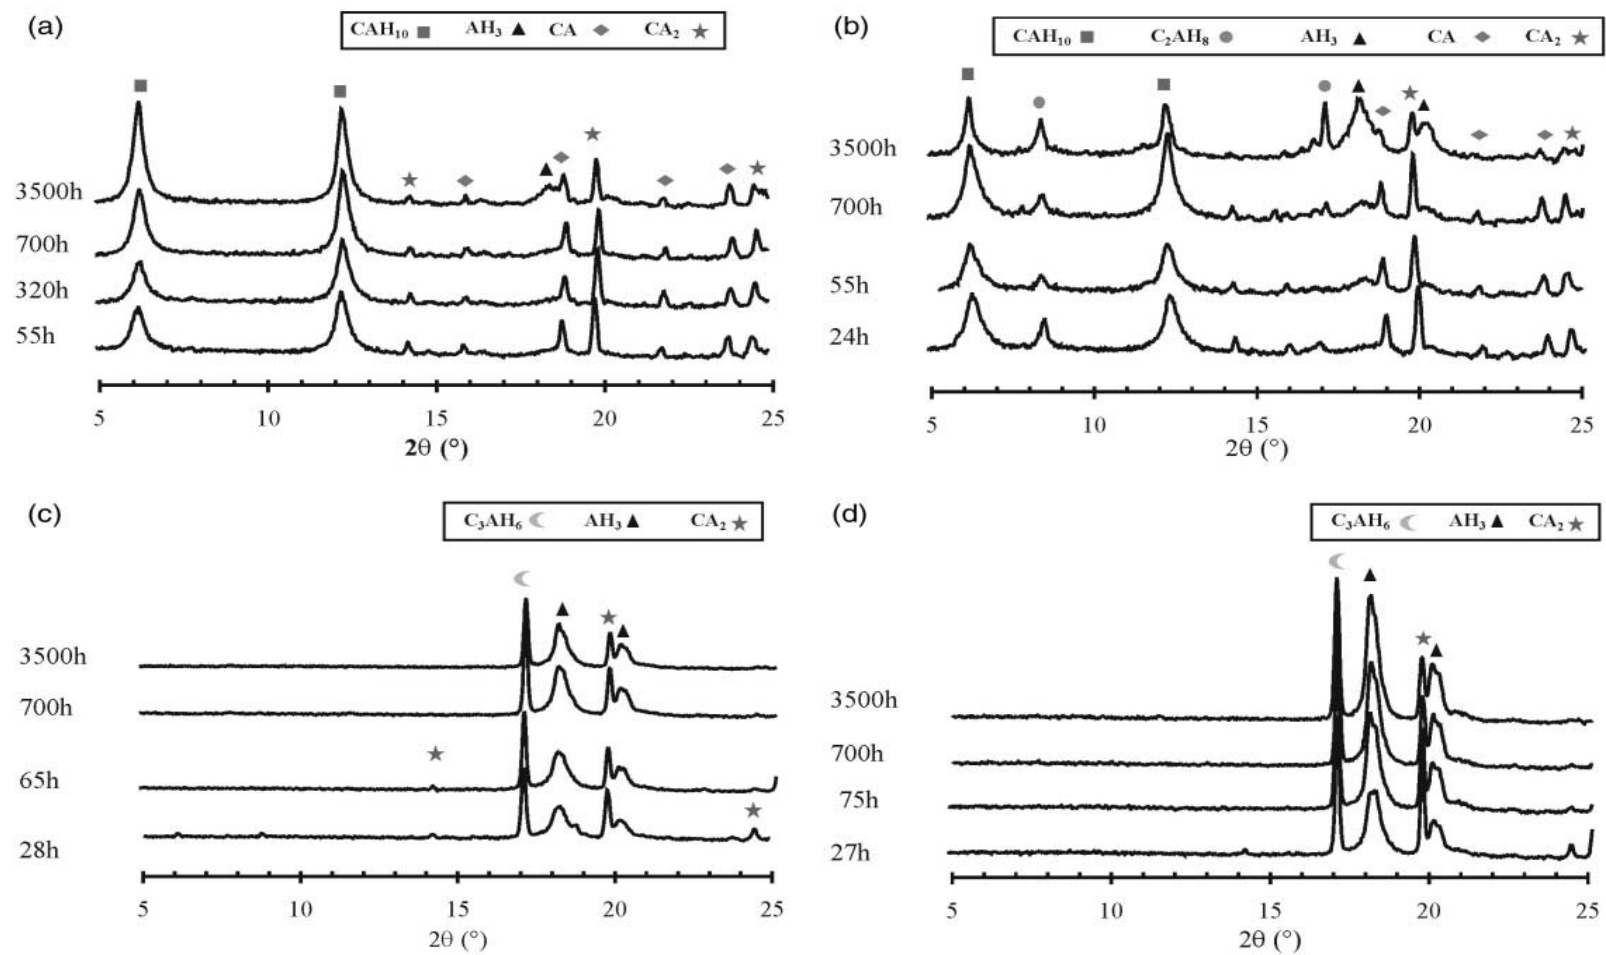 (a)
CAH₁₀ ■ AH₃ ▲ CA ◆ CA₂ ★
3500h
700h
320h
55h
5 10 15 20 25
2θ (°)
(b)
CAH₁₀ ■ C₂AH₈ ● AH₃ ▲ CA ◆ CA₂ ★
3500h
700h
55h
24h
5 10 15 20 25
2θ (°)
(c)
C₃AH₆ ☾ AH₃ ▲ CA₂ ★
3500h
700h
65h
28h
5 10 15 20 25
2θ (°)
(d)
C₃AH₆ ☾ AH₃ ▲ CA₂ ★
3500h
700h
75h
27h
5 10 15 20 25
2θ (°)